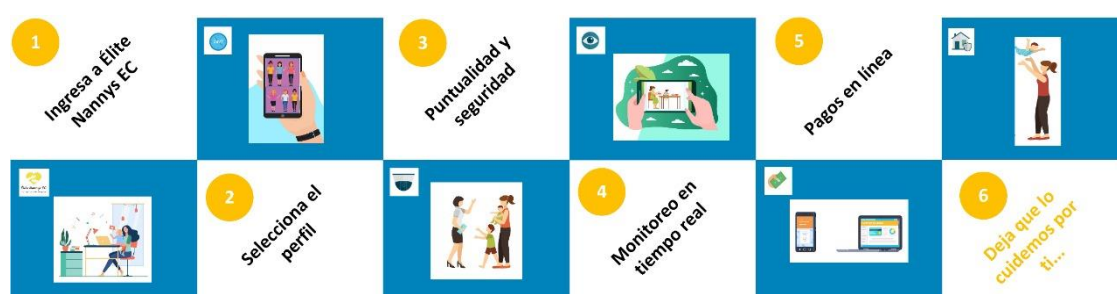 1
Ingresa a Élite
Nannys EC
2
Selecciona el
perfil
3
Puntualidad y
seguridad
4
Monitoreo en
tiempo real
5
Pagos en línea
6
Deja que lo
cuidemos por
ti...